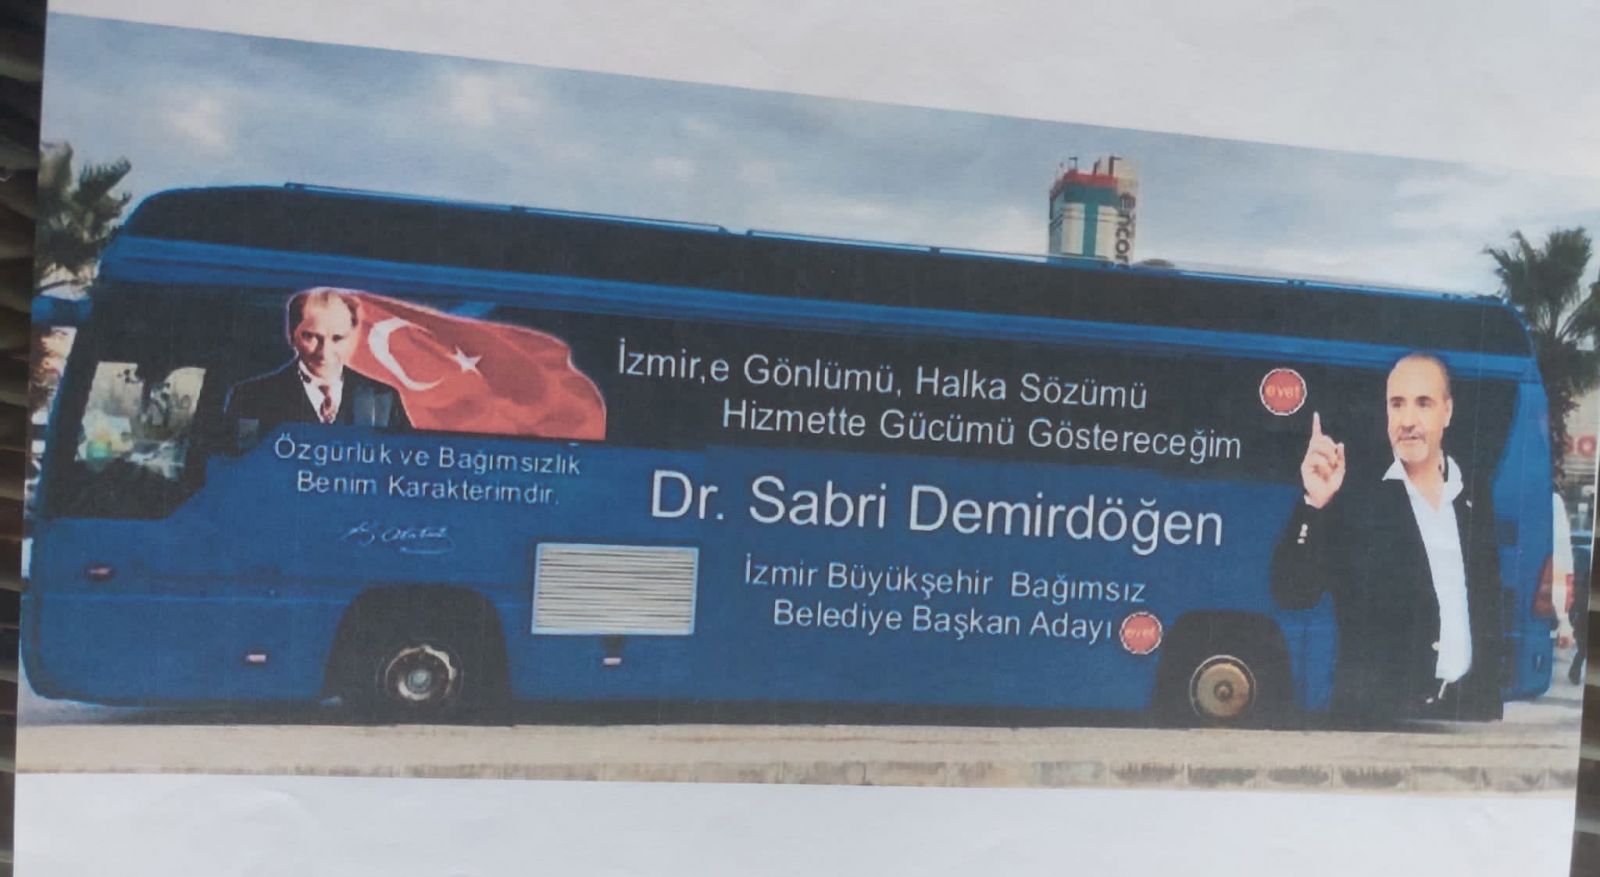 Özgürlük ve Bağımsızlık
Benim Karakterimdir.
İzmir,e Gönlümü, Halka Sözümü
Hizmette Gücümü Göstereceğim
evet
Dr. Sabri Demirdöğen
İzmir Büyükşehir Bağımsız
Belediye Başkan Adayı
evet
encore